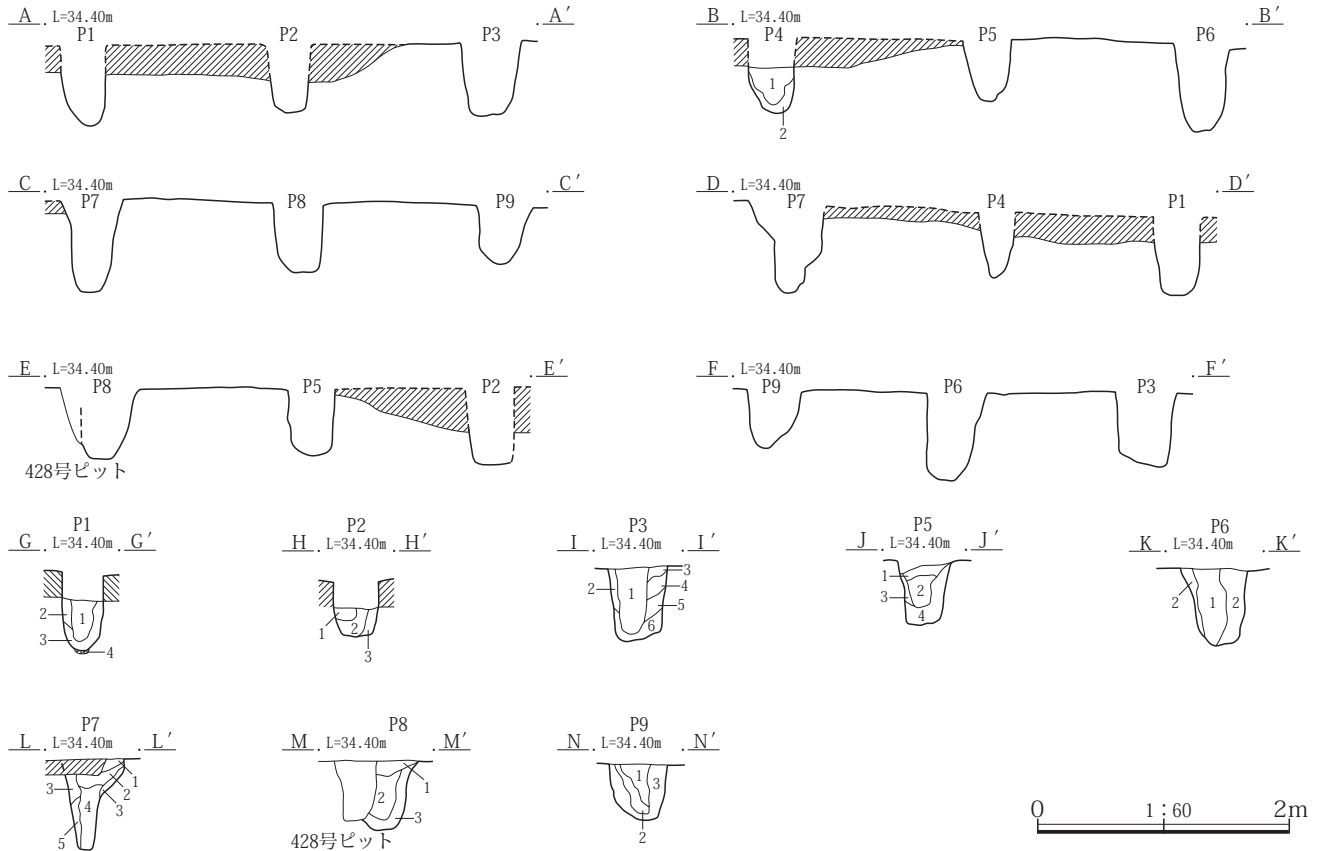 A . L=34.40m . A′
P1 P2 P3
B . L=34.40m . B′
P4 P5 P6
1
2
C . L=34.40m . C′
P7 P8 P9
D . L=34.40m . D′
P7 P4 P1
E . L=34.40m . E′
P8 P5 P2
428号ピット
F . L=34.40m . F′
P9 P6 P3
P1
G . L=34.40m . G′
2 1
3
4
P2
H . L=34.40m . H′
1 2
3
P3
I . L=34.40m . I′
3
2 1 4
5
6
P5
J . L=34.40m . J′
1
2
3
4
P6
K . L=34.40m . K′
2 1 2
P7
L . L=34.40m . L′
1
3 2
4 3
5
P8
M . L=34.40m . M′
1
2
3
428号ピット
P9
N . L=34.40m . N′
1 3
2
0 1:60 2m